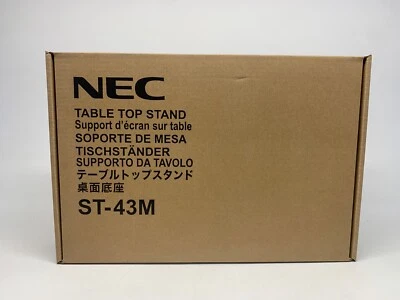 NEC
TABLE TOP STAND
Support d'écran sur table
SOPORTE DE MESA
TISCHSTÄNDER
SUPPORTO DA TAVOLO
テーブルトップスタンド
桌面底座
ST-43M